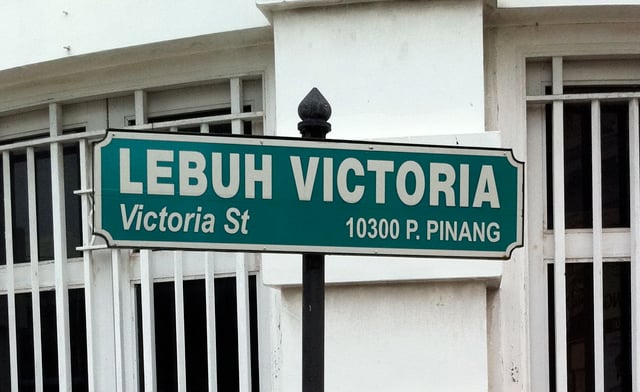 LEBUH VICTORIA
Victoria St 10300 P. PINANG